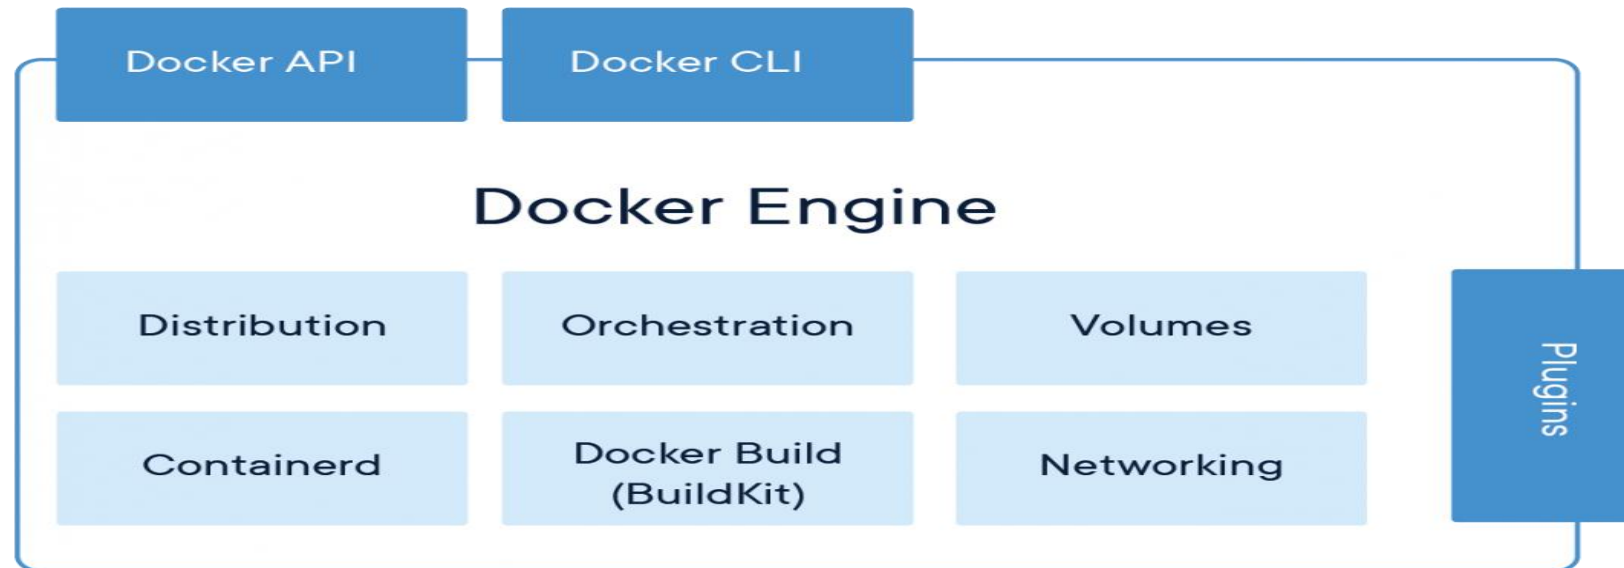 Docker API
Docker CLI
Docker Engine
Distribution
Orchestration
Volumes
Containerd
Docker Build
(BuildKit)
Networking
Plugins